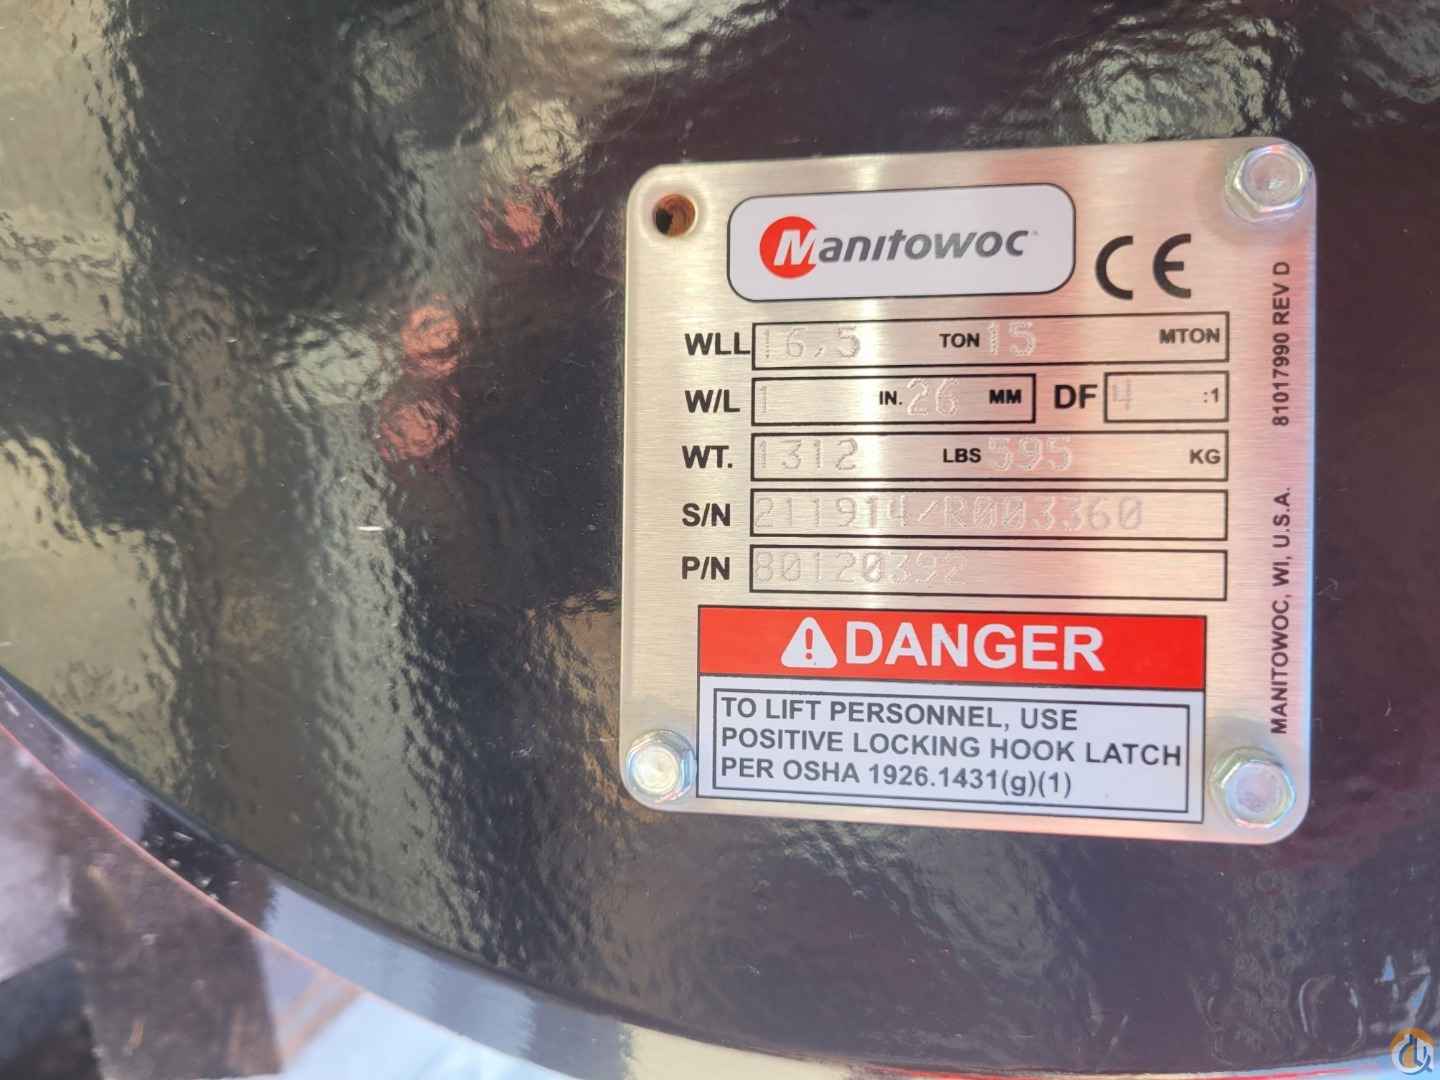 Manitowoc CE
WLL 16,5 TON 15 MTON
W/L 1 IN. 26 MM DF 4 :1
WT. 1312 LBS 595 KG
S/N 211914/R003360
P/N 80120392
DANGER
TO LIFT PERSONNEL, USE
POSITIVE LOCKING HOOK LATCH
PER OSHA 1926.1431(g)(1)
MANITOWOC, WI, U.S.A. 81017990 REV D